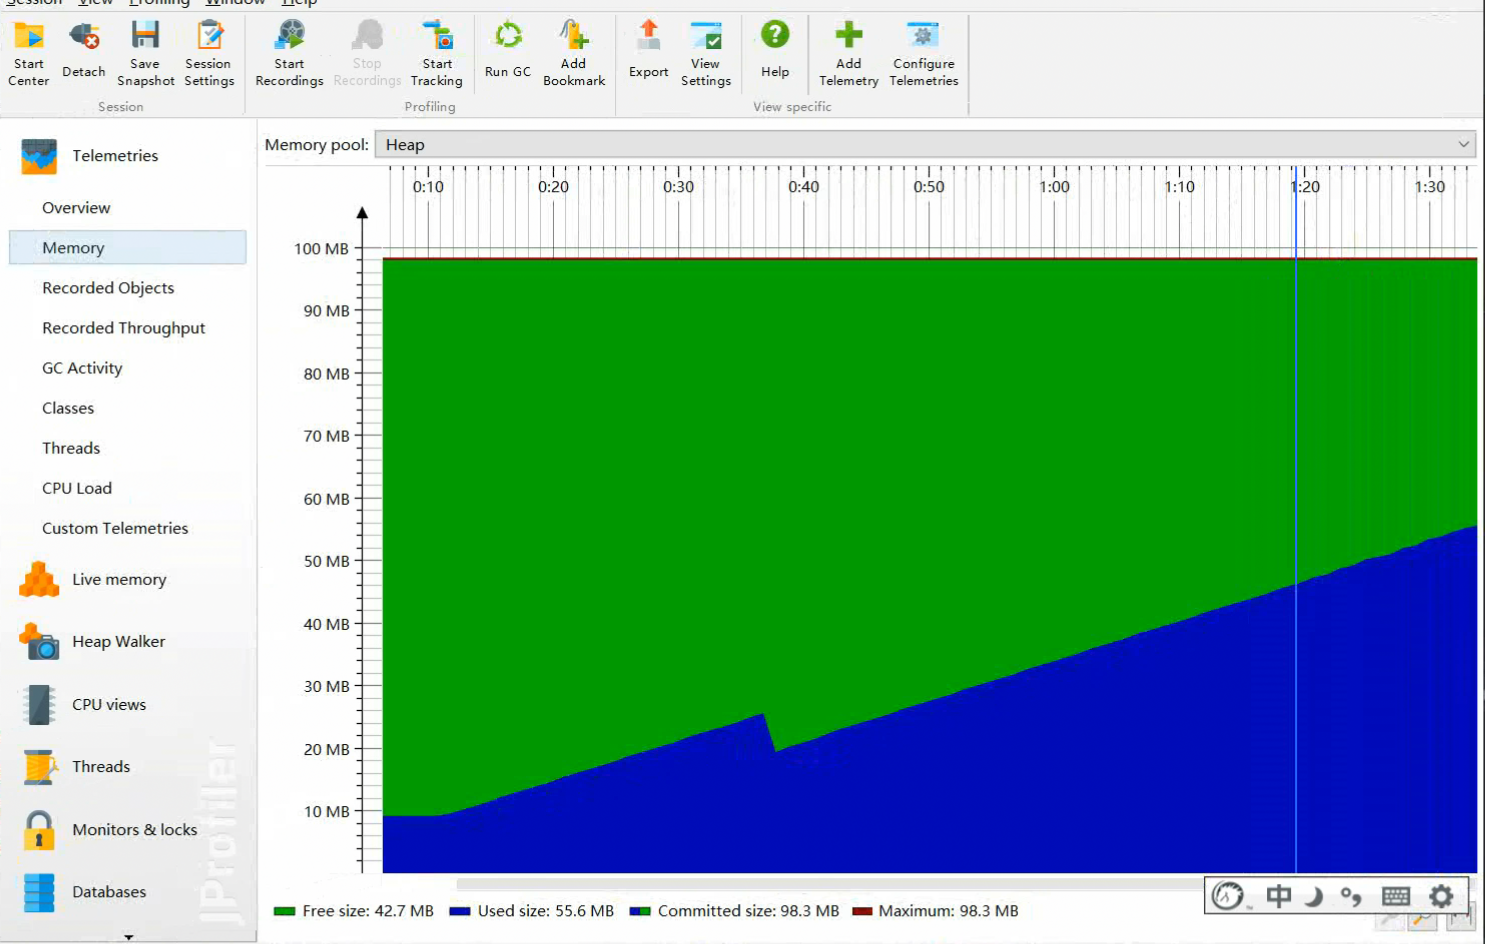 Session View Profiling Window Help
Start Center
Detach
Save Snapshot
Session Settings
Start Recordings
Stop Recordings
Start Tracking
Run GC
Add Bookmark
Export
View Settings
Help
Add Telemetry
Configure Telemetries
Session
Profiling
View specific
Telemetries
Overview
Memory
Recorded Objects
Recorded Throughput
GC Activity
Classes
Threads
CPU Load
Custom Telemetries
Live memory
Heap Walker
CPU views
Threads
Monitors & locks
Databases
JProfiler
Memory pool: Heap
0:10 0:20 0:30 0:40 0:50 1:00 1:10 1:20 1:30
100 MB
90 MB
80 MB
70 MB
60 MB
50 MB
40 MB
30 MB
20 MB
10 MB
Free size: 42.7 MB Used size: 55.6 MB Committed size: 98.3 MB Maximum: 98.3 MB
中